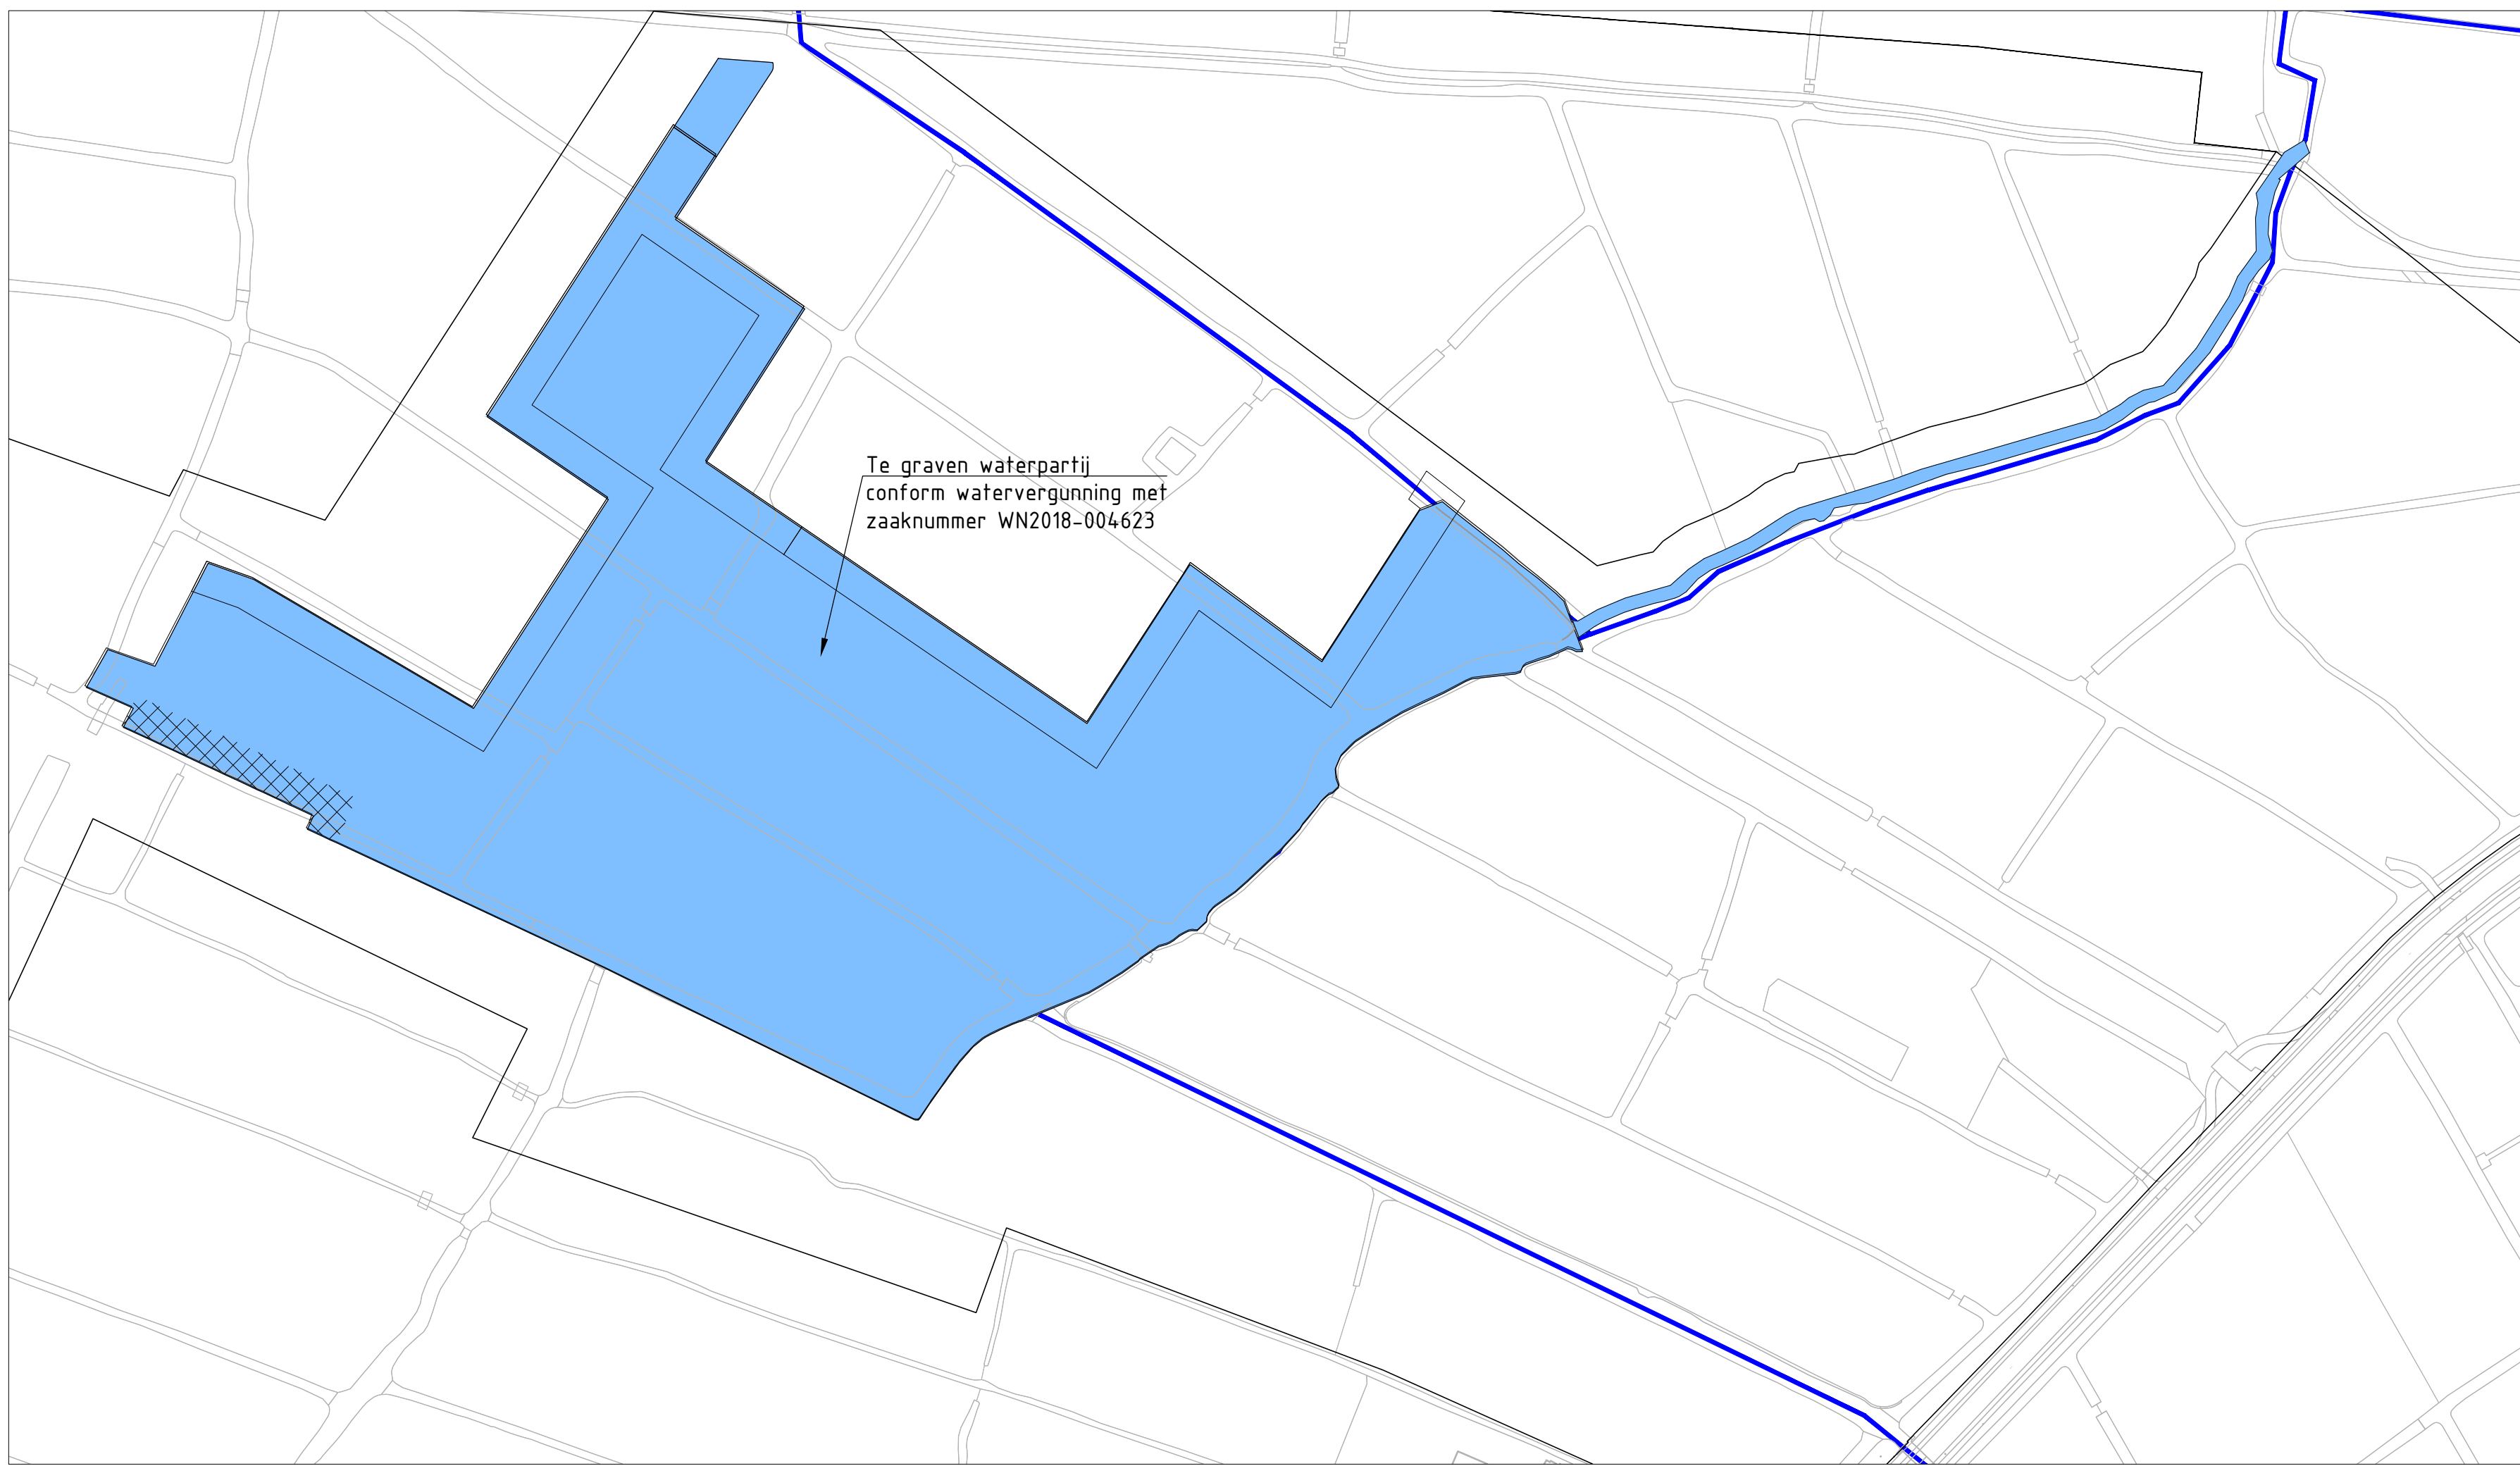 Te graven waterpartij
conform watervergunning met
zaaknummer WN2018-004623